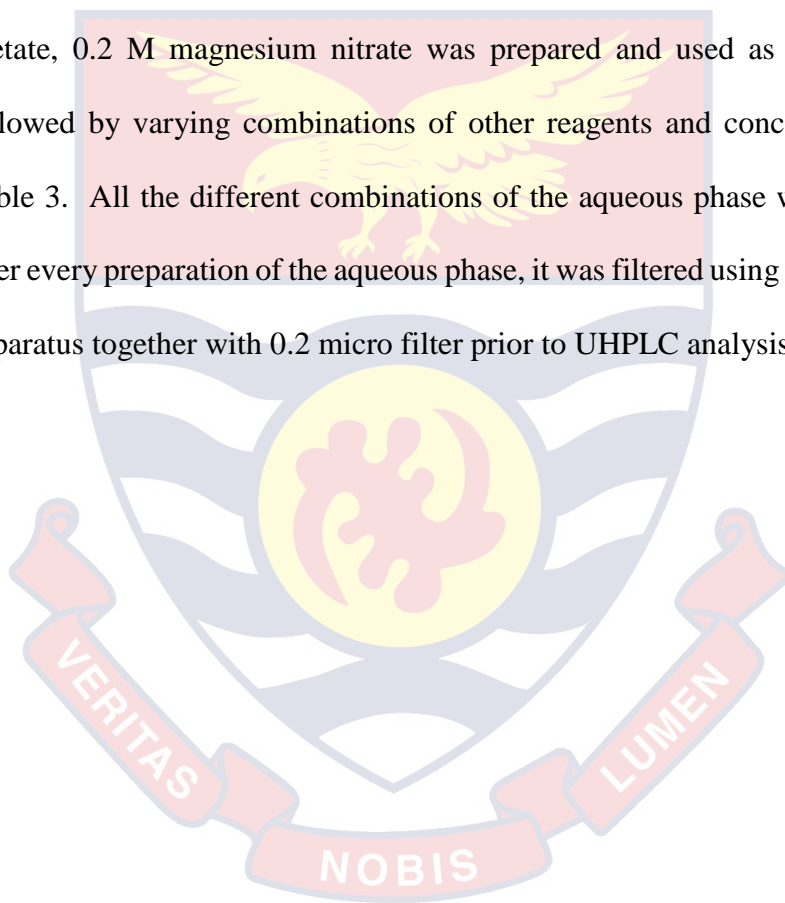 etate, 0.2 M magnesium nitrate was prepared and used as
lowed by varying combinations of other reagents and conc
ble 3. All the different combinations of the aqueous phase w
er every preparation of the aqueous phase, it was filtered using
paratus together with 0.2 micro filter prior to UHPLC analysis
VERITAS
NOBIS
LUMEN